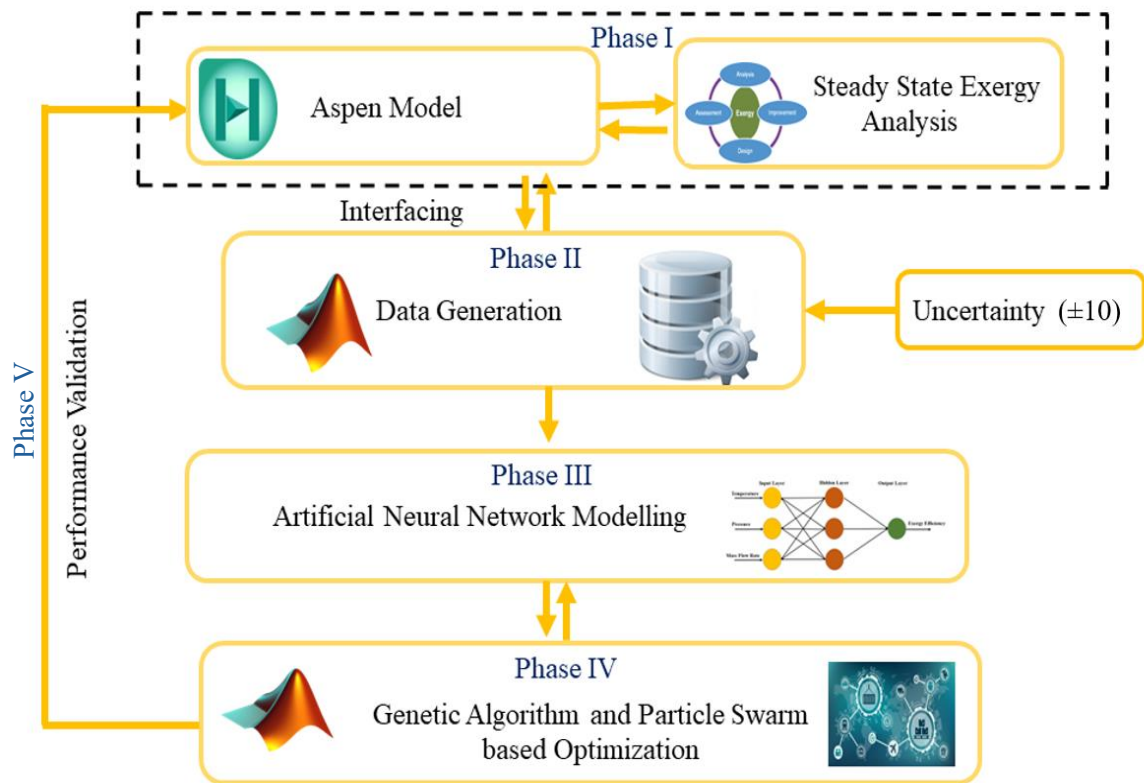 Phase I
Aspen Model
Analysis
Assessment
Exergy
Improvement
Design
Steady State Exergy
Analysis
Interfacing
Phase II
Data Generation
Uncertainty (±10)
Phase V
Performance Validation
Phase III
Artificial Neural Network Modelling
Input Layer
Hidden Layer
Output Layer
Temperature
Pressure
Mass Flow Rate
Exergy Efficiency
Phase IV
Genetic Algorithm and Particle Swarm
based Optimization